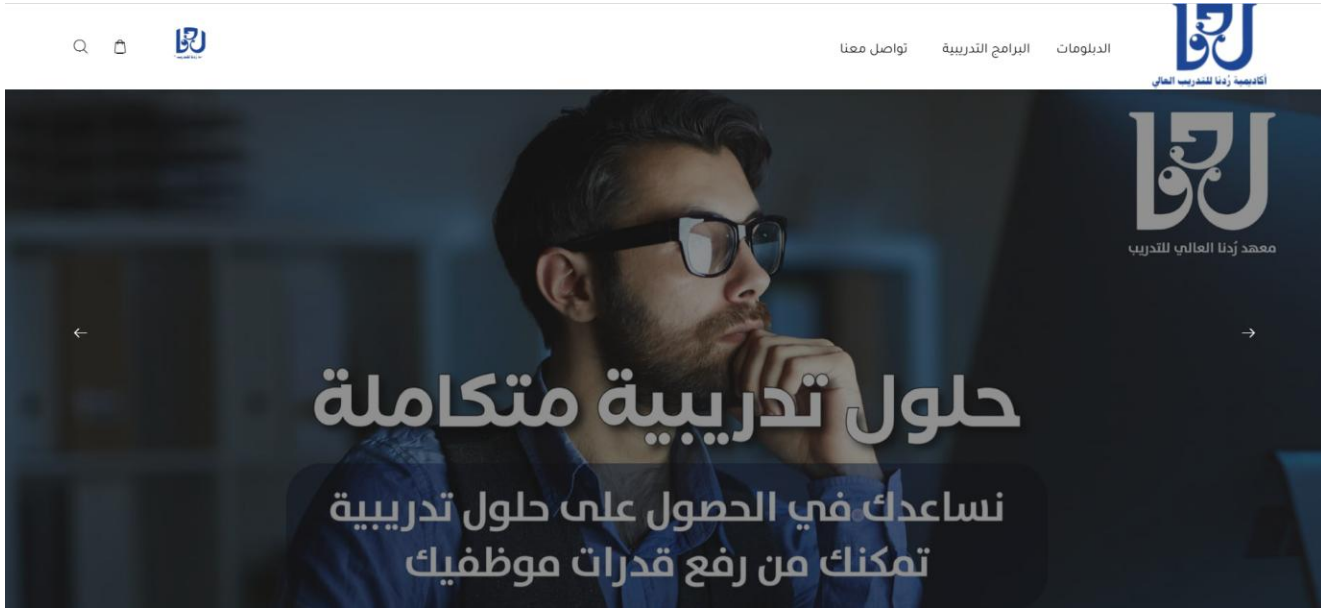 أكاديمية رُدنا للتدريب العالي
الدبلومات
البرامج التدريبية
تواصل معنا
معهد رُدنا العالي للتدريب
حلول تدريبية متكاملة
نساعدك في الحصول على حلول تدريبية
تمكنك من رفع قدرات موظفيك